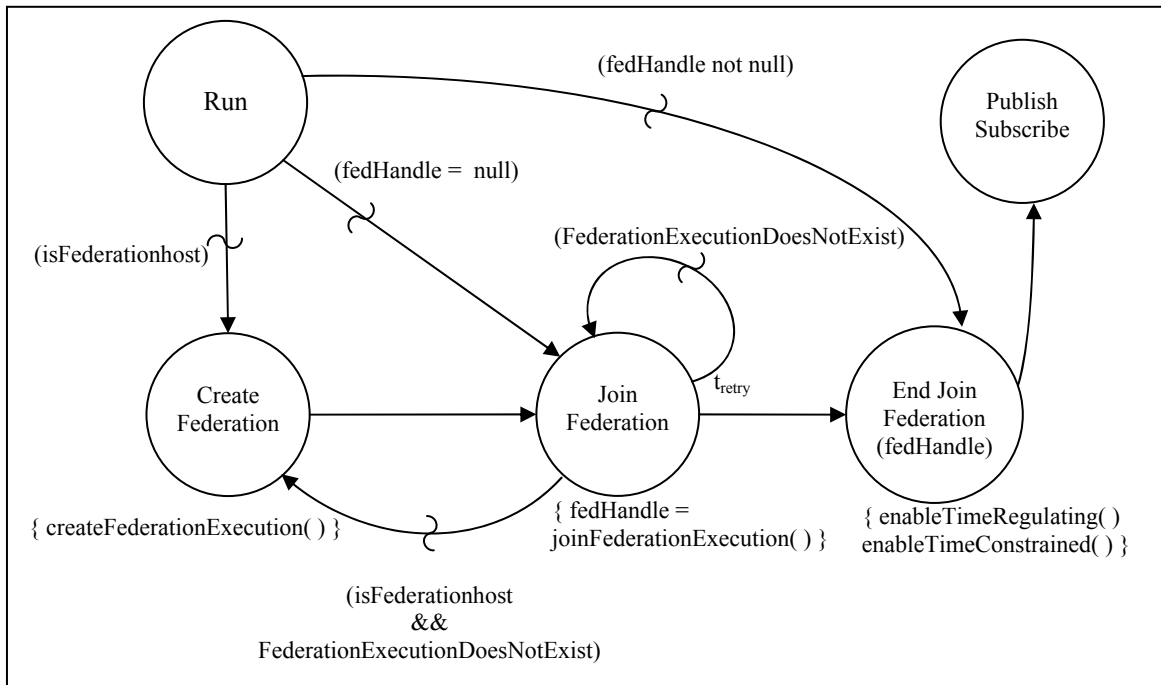 Run
(fedHandle not null)
Publish
Subscribe
(fedHandle =  null)
(isFederationhost)
(FederationExecutionDoesNotExist)
Create
Federation
Join
Federation
t_retry
End Join
Federation
(fedHandle)
{ createFederationExecution( ) }
{ fedHandle =
joinFederationExecution( ) }
{ enableTimeRegulating( )
enableTimeConstrained( ) }
(isFederationhost
&&
FederationExecutionDoesNotExist)